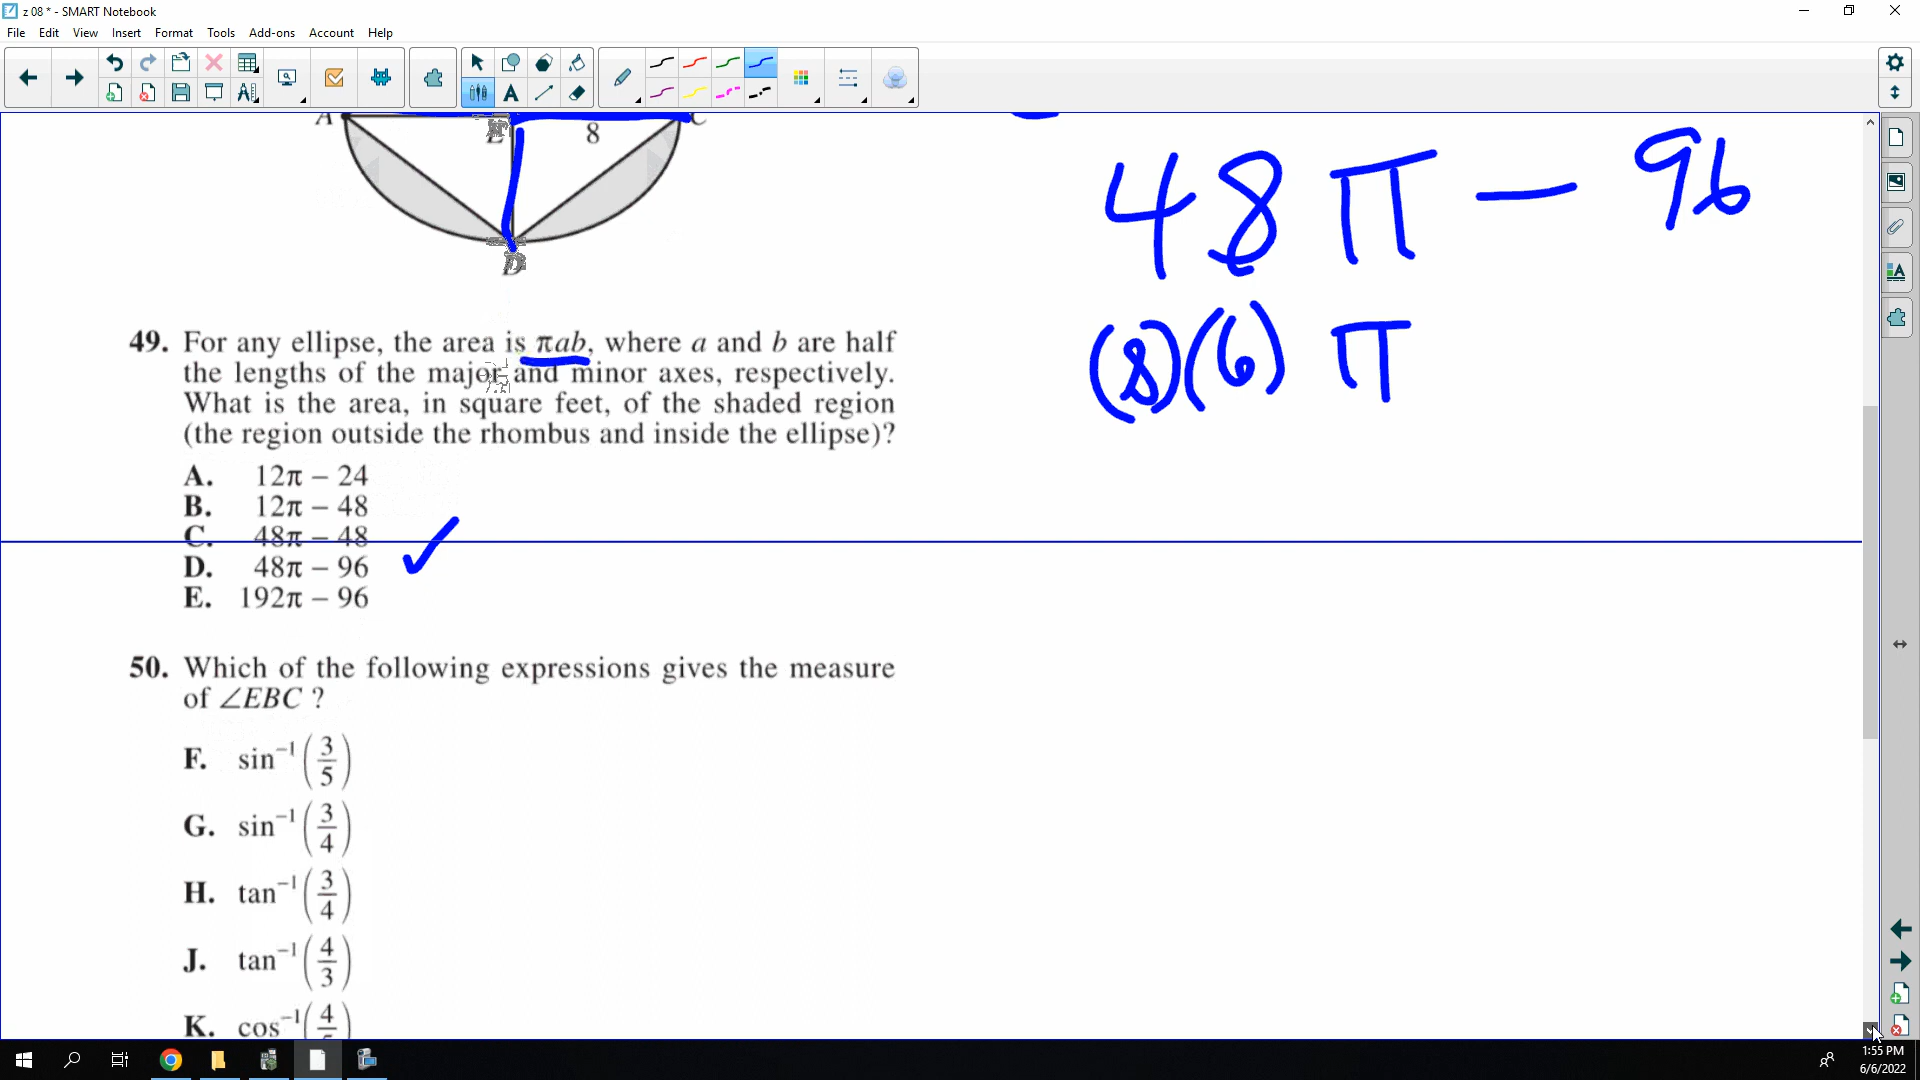 z 08 * - SMART Notebook
File Edit View Insert Format Tools Add-ons Account Help
A E 8 C
D
48 π — 96
(8)(6) π
49. For any ellipse, the area is πab, where a and b are half
the lengths of the major and minor axes, respectively.
What is the area, in square feet, of the shaded region
(the region outside the rhombus and inside the ellipse)?
A. 12π – 24
B. 12π – 48
C. 48π – 48
D. 48π – 96
E. 192π – 96
50. Which of the following expressions gives the measure
of ∠EBC ?
F. sin⁻¹(3/5)
G. sin⁻¹(3/4)
H. tan⁻¹(3/4)
J. tan⁻¹(4/3)
K. cos⁻¹(4/
1:55 PM
6/6/2022